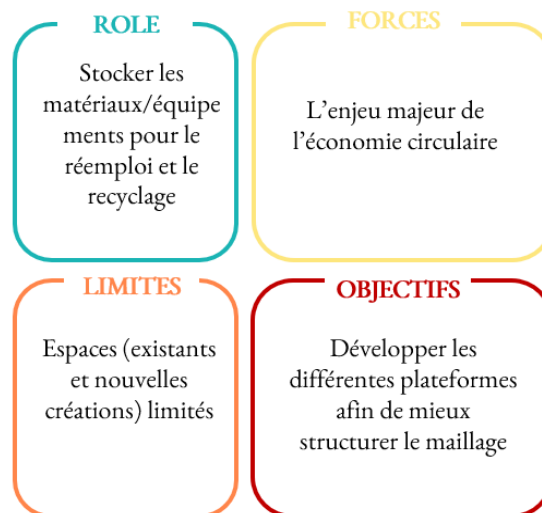 ROLE
Stocker les
matériaux/équipe
ments pour le
réemploi et le
recyclage
FORCES
L'enjeu majeur de
l'économie circulaire
LIMITES
Espaces (existants
et nouvelles
créations) limités
OBJECTIFS
Développer les
différentes plateformes
afin de mieux
structurer le maillage